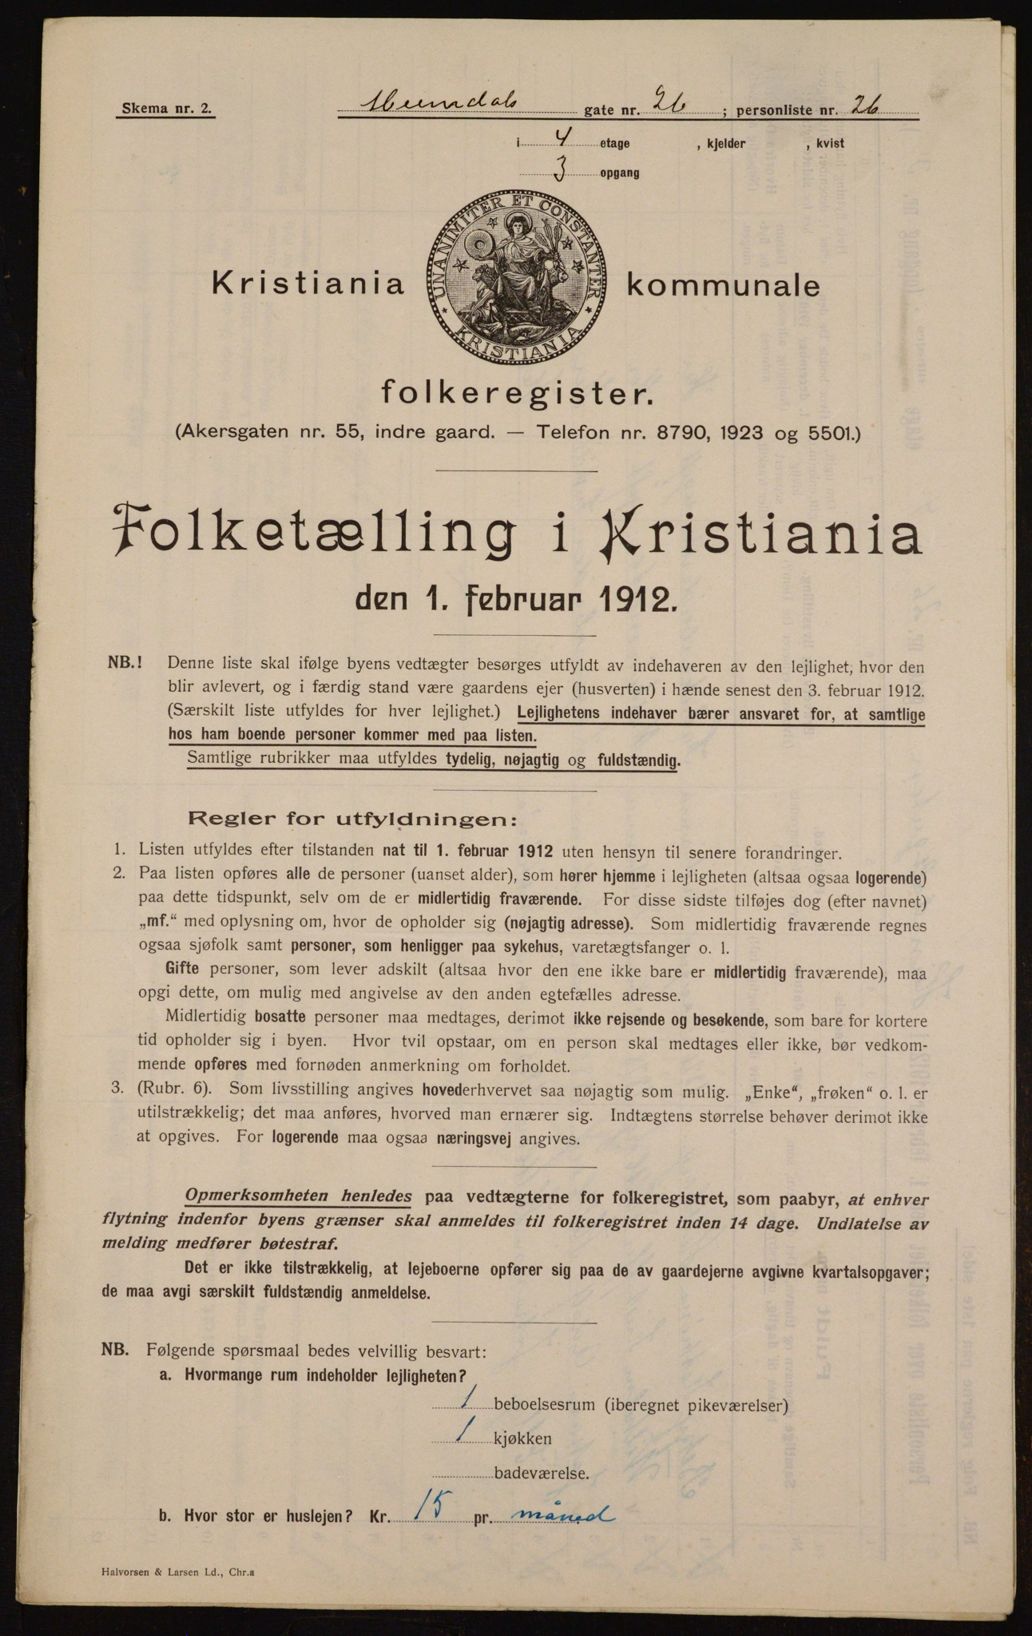 Skema nr. 2.
gate nr. 26 ; personliste nr. 26
i 4 etage , kjelder , kvist
3 opgang
UNANIMITER ET CONSTANTER
KRISTIANIA
Kristiania kommunale
folkeregister.
(Akersgaten nr. 55, indre gaard. — Telefon nr. 8790, 1923 og 5501.)
Folketælling i Kristiania
den 1. februar 1912.
NB.! Denne liste skal ifølge byens vedtægter besørges utfyldt av indehaveren av den lejlighet, hvor den
blir avlevert, og i færdig stand være gaardens ejer (husverten) i hænde senest den 3. februar 1912.
(Særskilt liste utfyldes for hver lejlighet.) Lejlighetens indehaver bærer ansvaret for, at samtlige
hos ham boende personer kommer med paa listen.
Samtlige rubrikker maa utfyldes tydelig, nøjagtig og fuldstændig.
Regler for utfyldningen:
1. Listen utfyldes efter tilstanden nat til 1. februar 1912 uten hensyn til senere forandringer.
2. Paa listen opføres alle de personer (uanset alder), som hører hjemme i lejligheten (altsaa ogsaa logerende)
paa dette tidspunkt, selv om de er midlertidig fraværende. For disse sidste tilføjes dog (efter navnet)
„mf.“ med oplysning om, hvor de opholder sig (nøjagtig adresse). Som midlertidig fraværende regnes
ogsaa sjøfolk samt personer, som henligger paa sykehus, varetægtsfanger o. l.
Gifte personer, som lever adskilt (altsaa hvor den ene ikke bare er midlertidig fraværende), maa
opgi dette, om mulig med angivelse av den anden egtefælles adresse.
Midlertidig bosatte personer maa medtages, derimot ikke rejsende og besøkende, som bare for kortere
tid opholder sig i byen. Hvor tvil opstaar, om en person skal medtages eller ikke, bør vedkom-
mende opføres med fornøden anmerkning om forholdet.
3. (Rubr. 6). Som livsstilling angives hovederhvervet saa nøjagtig som mulig. „Enke“, „frøken“ o. l. er
utilstrækkelig; det maa anføres, hvorved man ernærer sig. Indtægtens størrelse behøver derimot ikke
at opgives. For logerende maa ogsaa næringsvej angives.
Opmerksomheten henledes paa vedtægterne for folkeregistret, som paabyr, at enhver
flytning indenfor byens grænser skal anmeldes til folkeregistret inden 14 dage. Undlatelse av
melding medfører bøtestraf.
Det er ikke tilstrækkelig, at lejeboerne opfører sig paa de av gaardejerne avgivne kvartalsopgaver;
de maa avgi særskilt fuldstændig anmeldelse.
NB. Følgende spørsmaal bedes velvillig besvart:
a. Hvormange rum indeholder lejligheten?
1 beboelsesrum (iberegnet pikeværelser)
1 kjøkken
badeværelse.
b. Hvor stor er huslejen? Kr. 15 pr. måned
Halvorsen & Larsen Ld., Chr.a